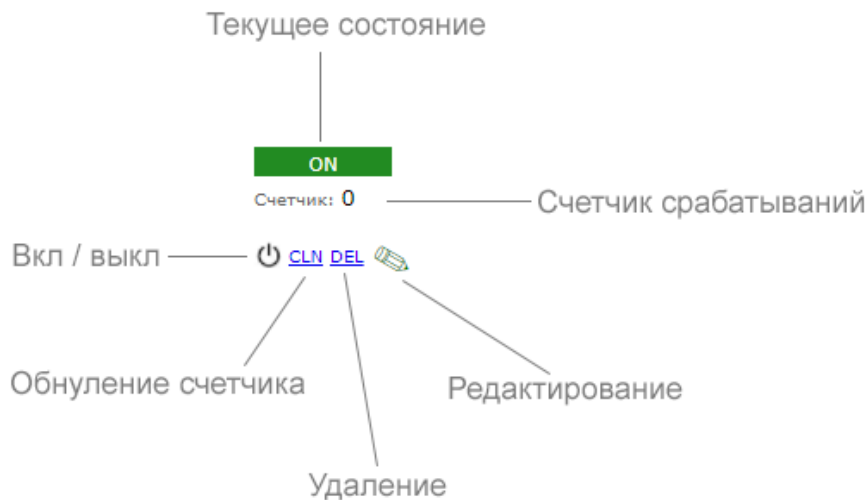 Текущее состояние
ON
Счетчик: 0
Счетчик срабатываний
Вкл / выкл
CLN DEL
Обнуление счетчика
Редактирование
Удаление